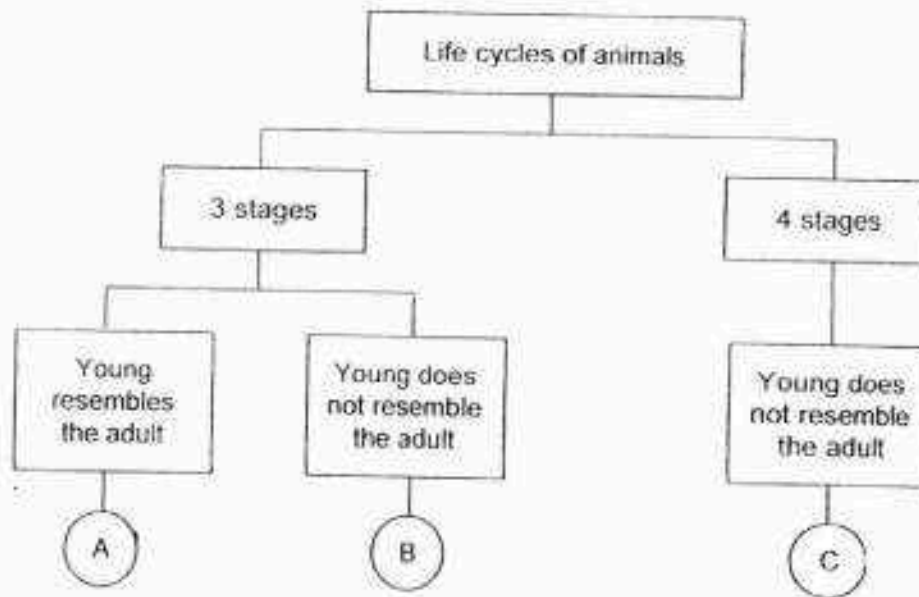 Life cycles of animals
3 stages
4 stages
Young
resembles
the adult
Young does
not resemble
the adult
Young does
not resemble
the adult
A
B
C